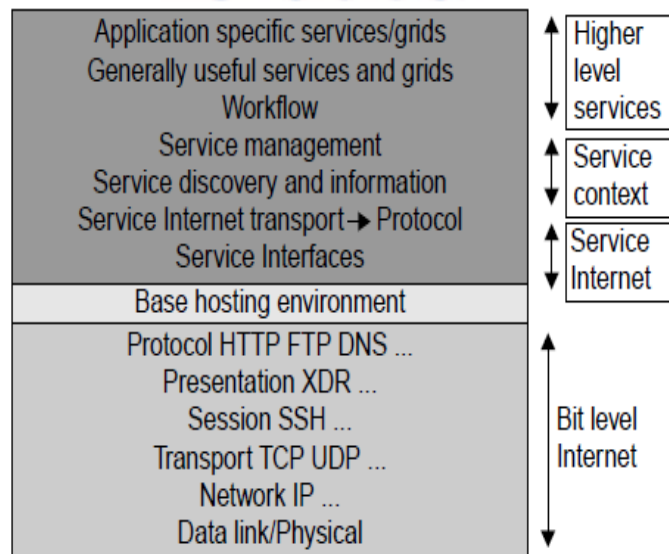 Application specific services/grids
Generally useful services and grids
Workflow
Service management
Service discovery and information
Service Internet transport → Protocol
Service Interfaces
Base hosting environment
Protocol HTTP FTP DNS ...
Presentation XDR ...
Session SSH ...
Transport TCP UDP ...
Network IP ...
Data link/Physical
Higher
level
services
Service
context
Service
Internet
Bit level
Internet